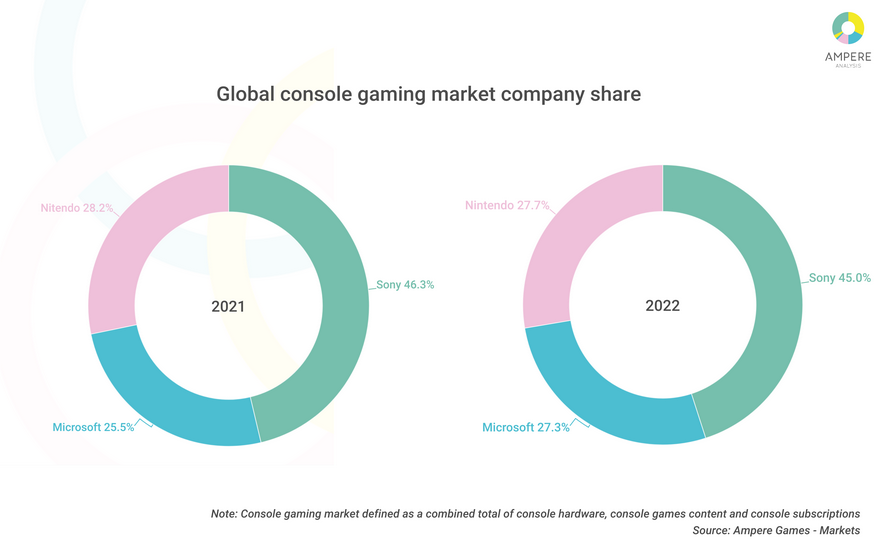 AMPERE
ANALYSIS
Global console gaming market company share
Nitendo 28.2%
Sony 46.3%
2021
Microsoft 25.5%
Nintendo 27.7%
Sony 45.0%
2022
Microsoft 27.3%
Note: Console gaming market defined as a combined total of console hardware, console games content and console subscriptions
Source: Ampere Games - Markets